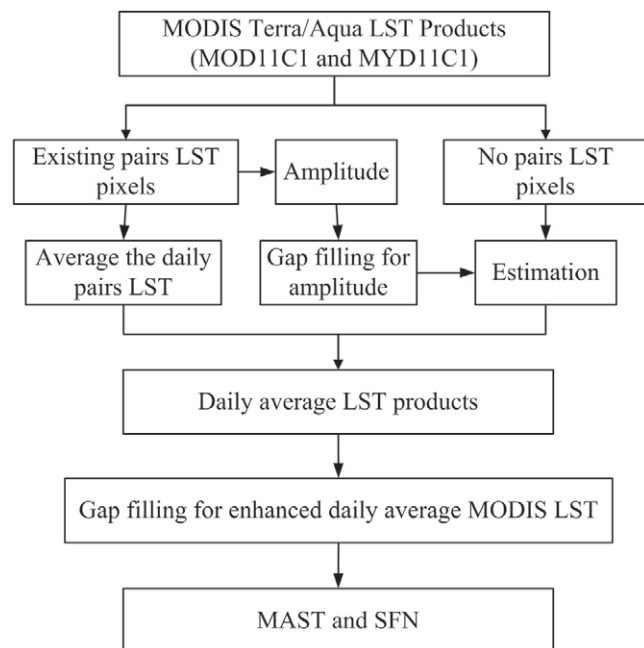 MODIS Terra/Aqua LST Products
(MOD11C1 and MYD11C1)
Existing pairs LST
pixels
Amplitude
No pairs LST
pixels
Average the daily
pairs LST
Gap filling for
amplitude
Estimation
Daily average LST products
Gap filling for enhanced daily average MODIS LST
MAST and SFN